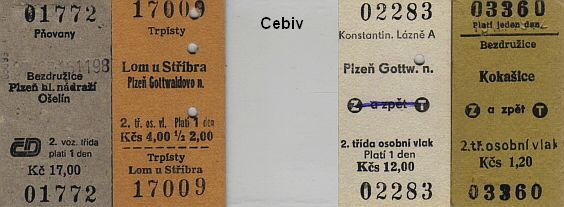 01772
Pňovany
Bezdružice
Plzeň hl. nádraží
Ošelín
ČD 2. voz. třída
platí 1 den
Kč 17,00
01772
17009
Trpísty
Lom u Stříbra
Plzeň Gottwaldovo n.
2. tř. os. vl. Platí 1 den
Kčs 4,00 ½ 2,00
Trpísty
Lom u Stříbra
17009
Cebiv
02283
Konstantin. Lázně A
Plzeň Gottw. n.
Z a zpět T
2. třída osobní vlak
Platí 1 den
Kčs 12,00
02283
03360
Platí jeden den
Bezdružice
Kokašice
Z a zpět T
2. tř. osobní vlak
Kčs 1,20
03360